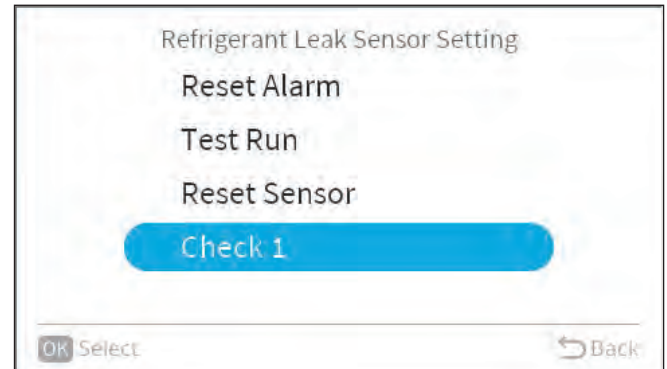 Refrigerant Leak Sensor Setting
Reset Alarm
Test Run
Reset Sensor
Check 1
OK Select Back